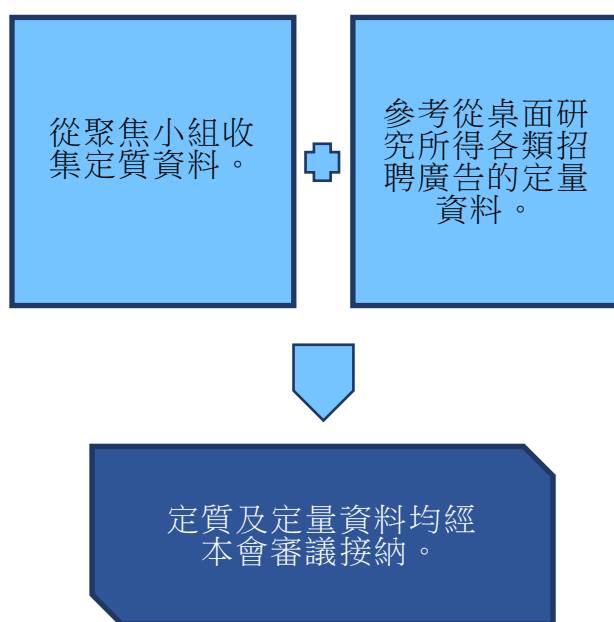 從聚焦小組收
集定質資料。
參考從桌面研
究所得各類招
聘廣告的定量
資料。
定質及定量資料均經
本會審議接納。